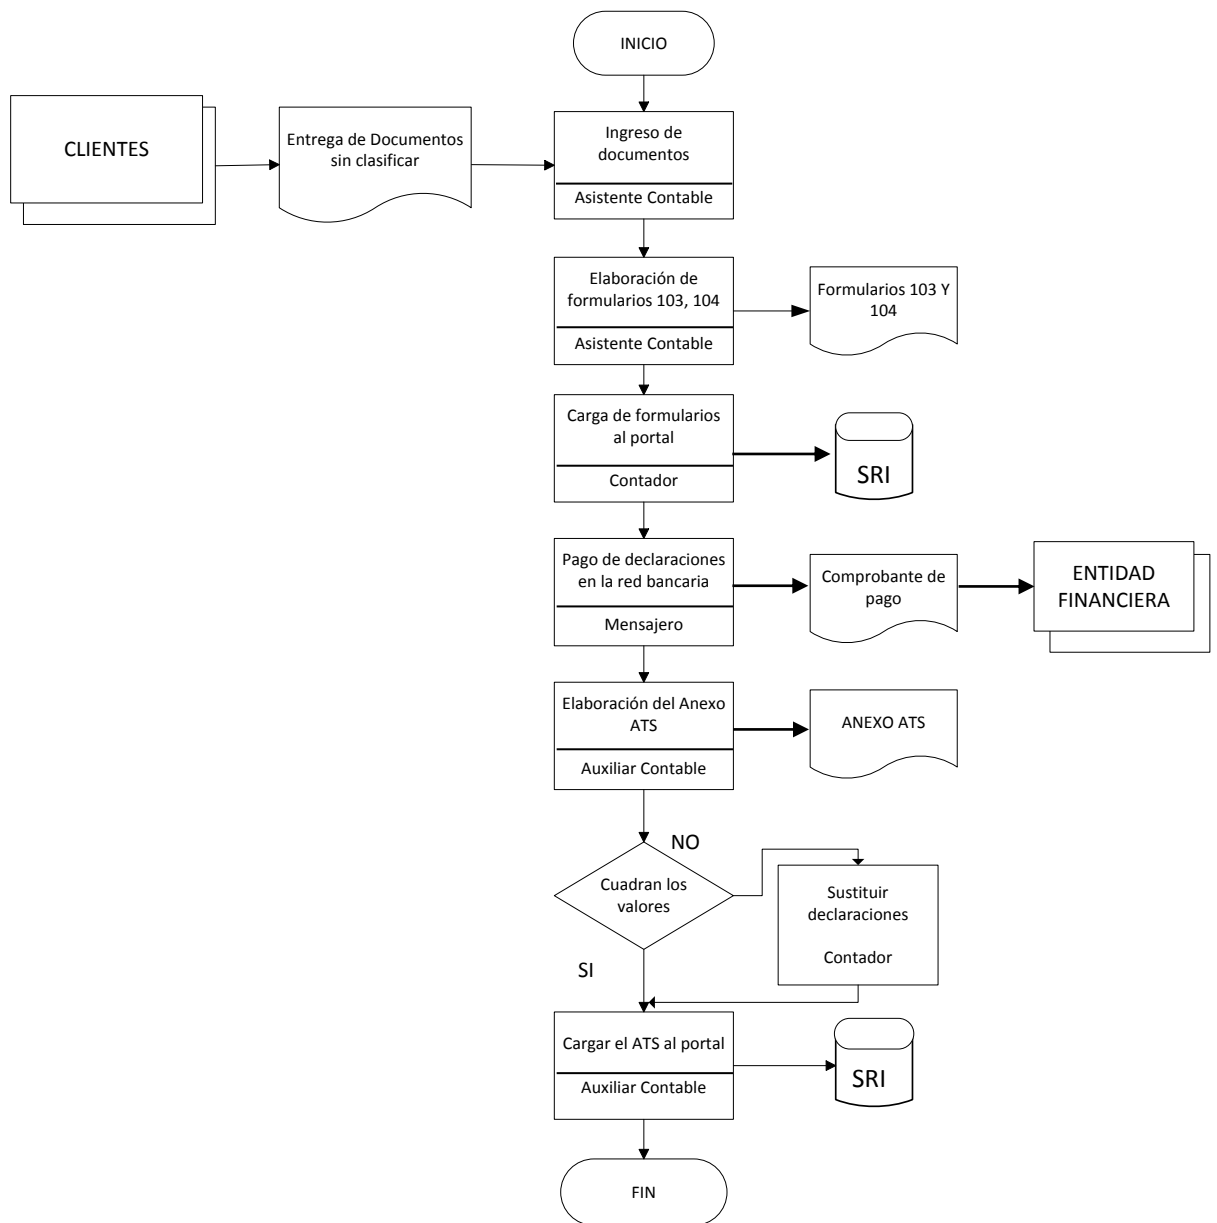 INICIO
CLIENTES
Entrega de Documentos
sin clasificar
Ingreso de
documentos
Asistente Contable
Elaboración de
formularios 103, 104
Asistente Contable
Formularios 103 Y
104
Carga de formularios
al portal
Contador
SRI
Pago de declaraciones
en la red bancaria
Mensajero
Comprobante de
pago
ENTIDAD
FINANCIERA
Elaboración del Anexo
ATS
Auxiliar Contable
ANEXO ATS
NO
Cuadran los
valores
Sustituir
declaraciones
Contador
SI
Cargar el ATS al portal
Auxiliar Contable
SRI
FIN